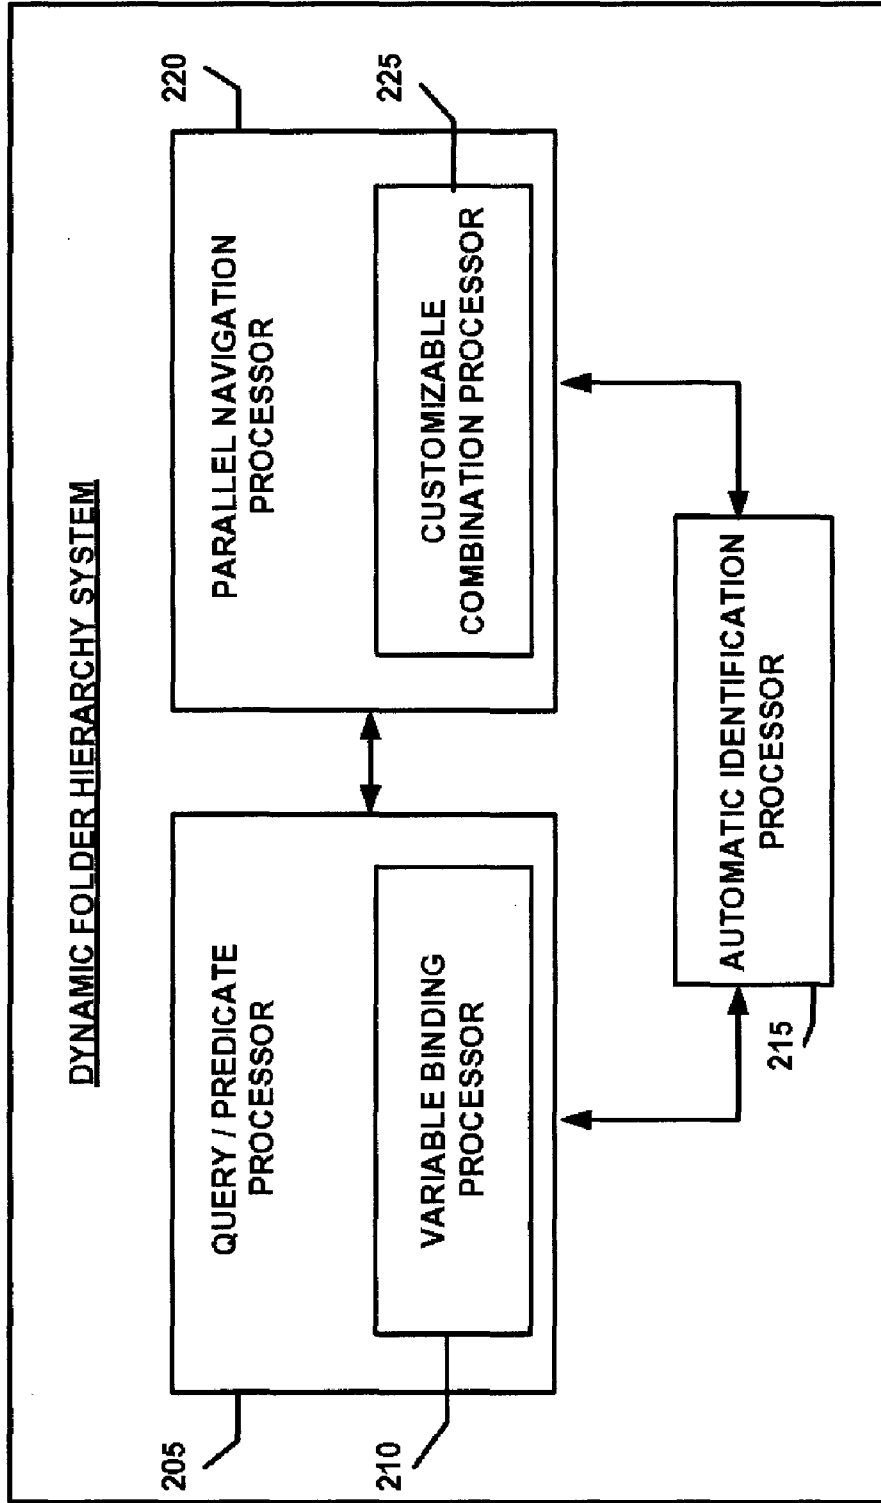 DYNAMIC FOLDER HIERARCHY SYSTEM
205
QUERY / PREDICATE
PROCESSOR
210
VARIABLE BINDING
PROCESSOR
220
PARALLEL NAVIGATION
PROCESSOR
225
CUSTOMIZABLE
COMBINATION PROCESSOR
215
AUTOMATIC IDENTIFICATION
PROCESSOR